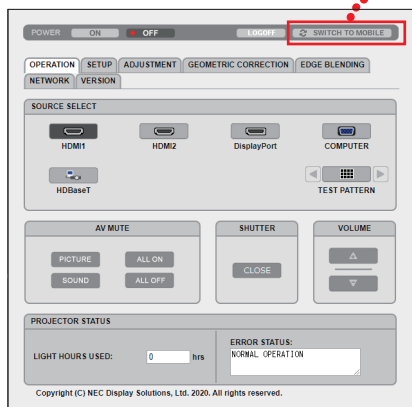 POWER ON OFF LOGOFF SWITCH TO MOBILE
OPERATION SETUP ADJUSTMENT GEOMETRIC CORRECTION EDGE BLENDING
NETWORK VERSION
SOURCE SELECT
HDMI1 HDMI2 DisplayPort COMPUTER
HDBaseT TEST PATTERN
AV MUTE SHUTTER VOLUME
PICTURE ALL ON
CLOSE
SOUND ALL OFF
PROJECTOR STATUS
LIGHT HOURS USED: 0 hrs
ERROR STATUS:
NORMAL OPERATION
Copyright (C) NEC Display Solutions, Ltd. 2020. All rights reserved.